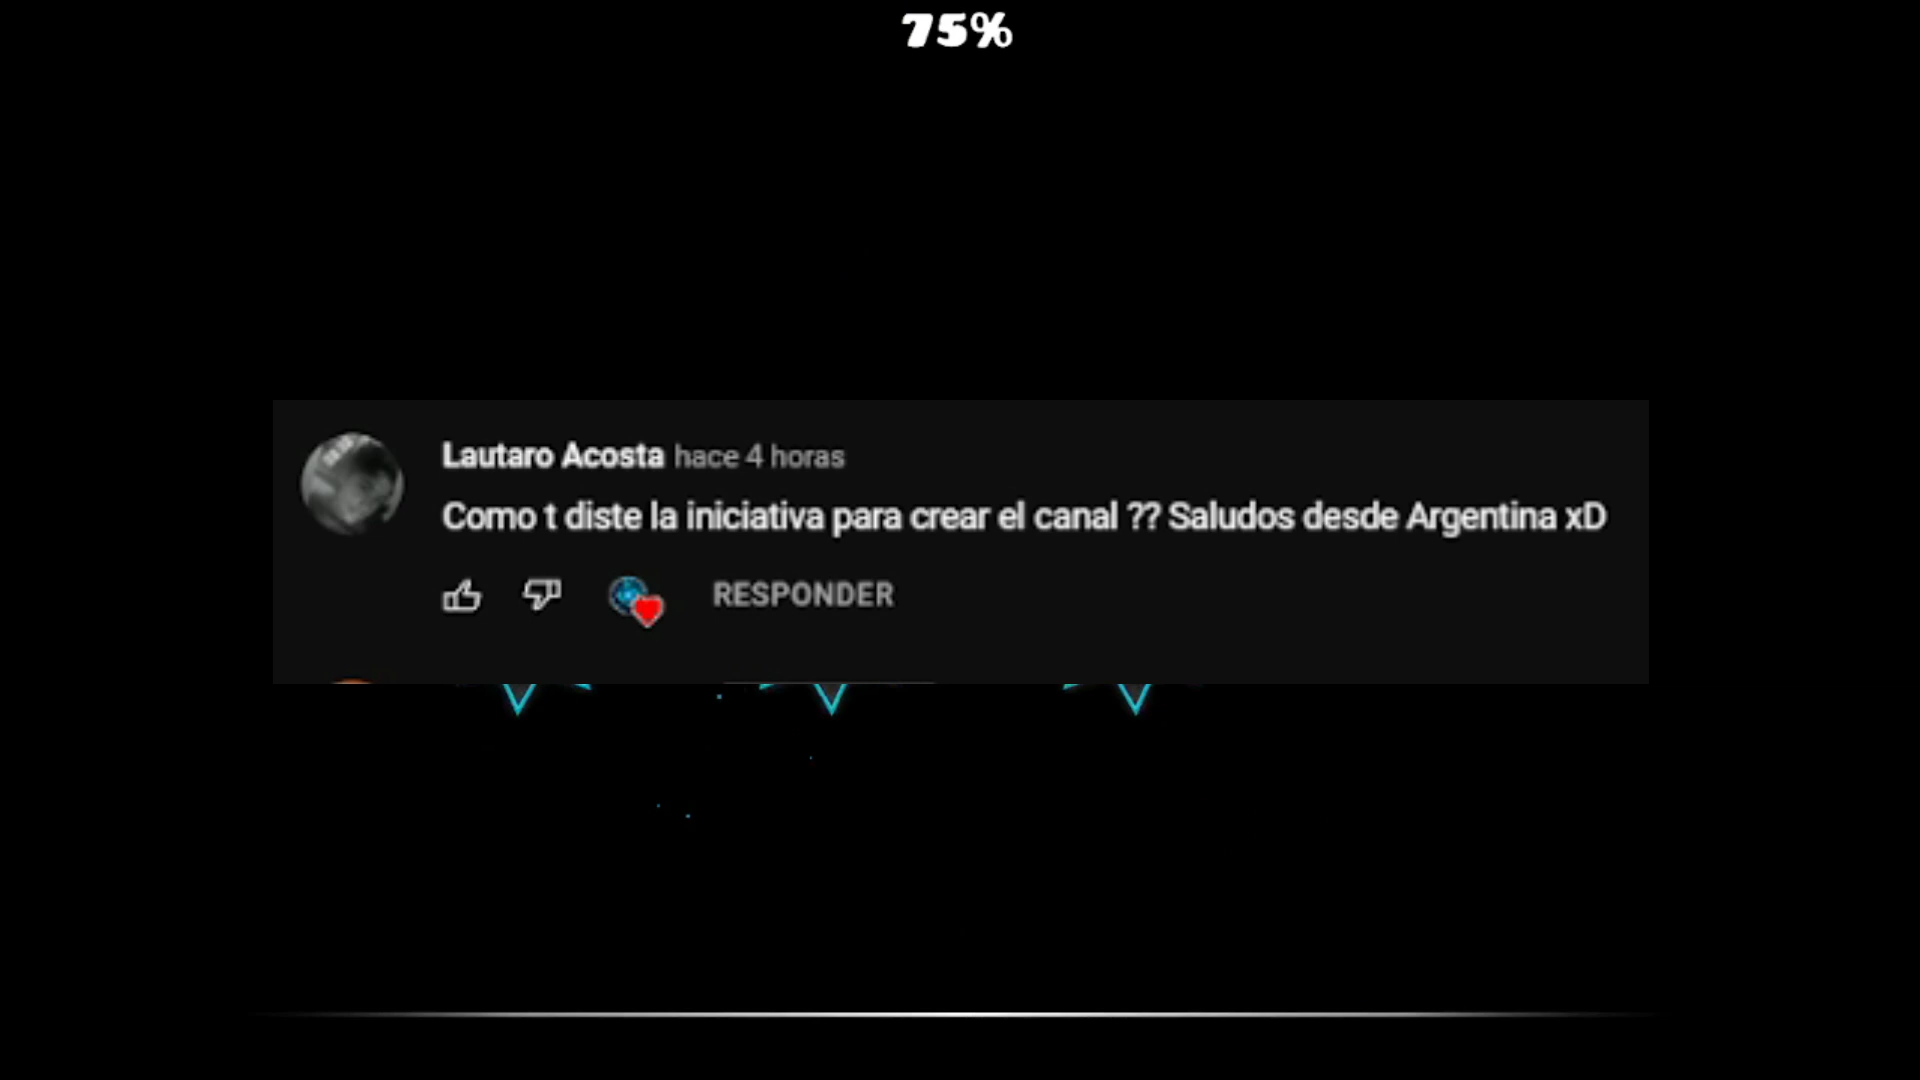 75%
Lautaro Acosta hace 4 horas
Como t diste la iniciativa para crear el canal ?? Saludos desde Argentina xD
RESPONDER